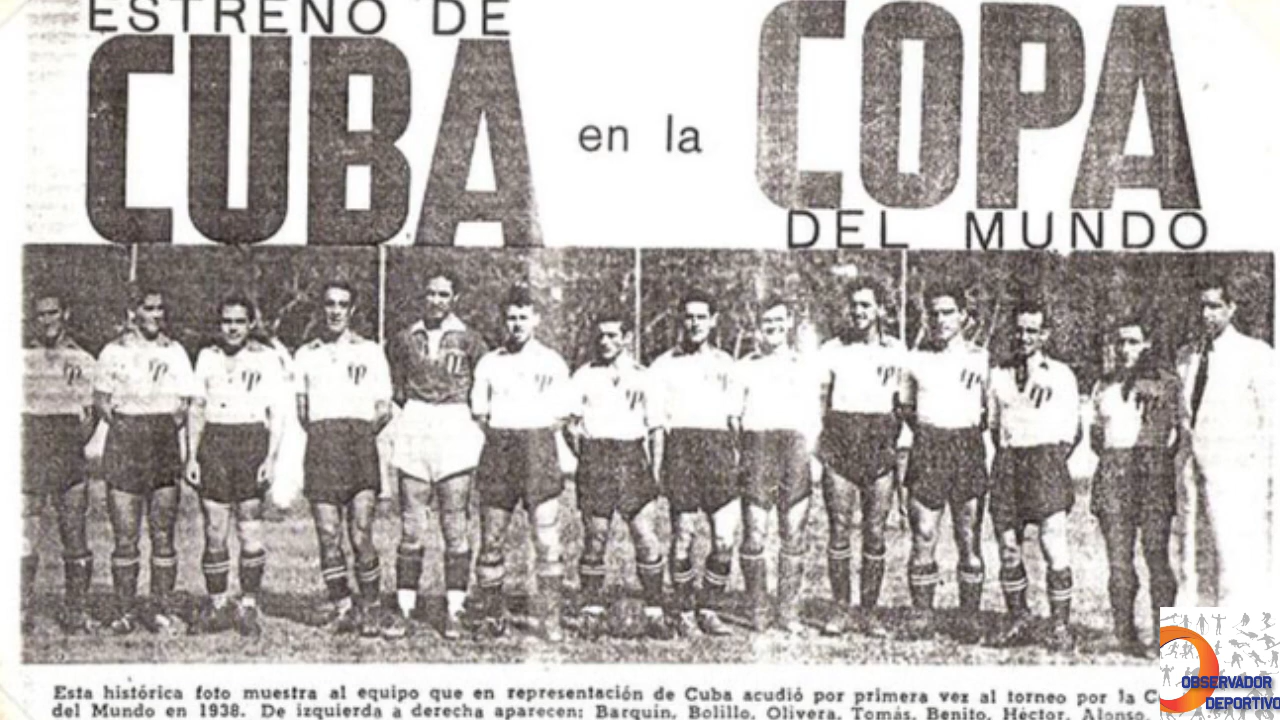 ESTRENO DE
CUBA en la COPA
DEL MUNDO
Esta histórica foto muestra al equipo que en representación de Cuba acudió por primera vez al torneo por la C
del Mundo en 1938. De izquierda a derecha aparecen: Barquín, Bolillo, Olivera, Tomás, Benito, Héctor, Alonso,
OBSERVADOR
DEPORTIVO